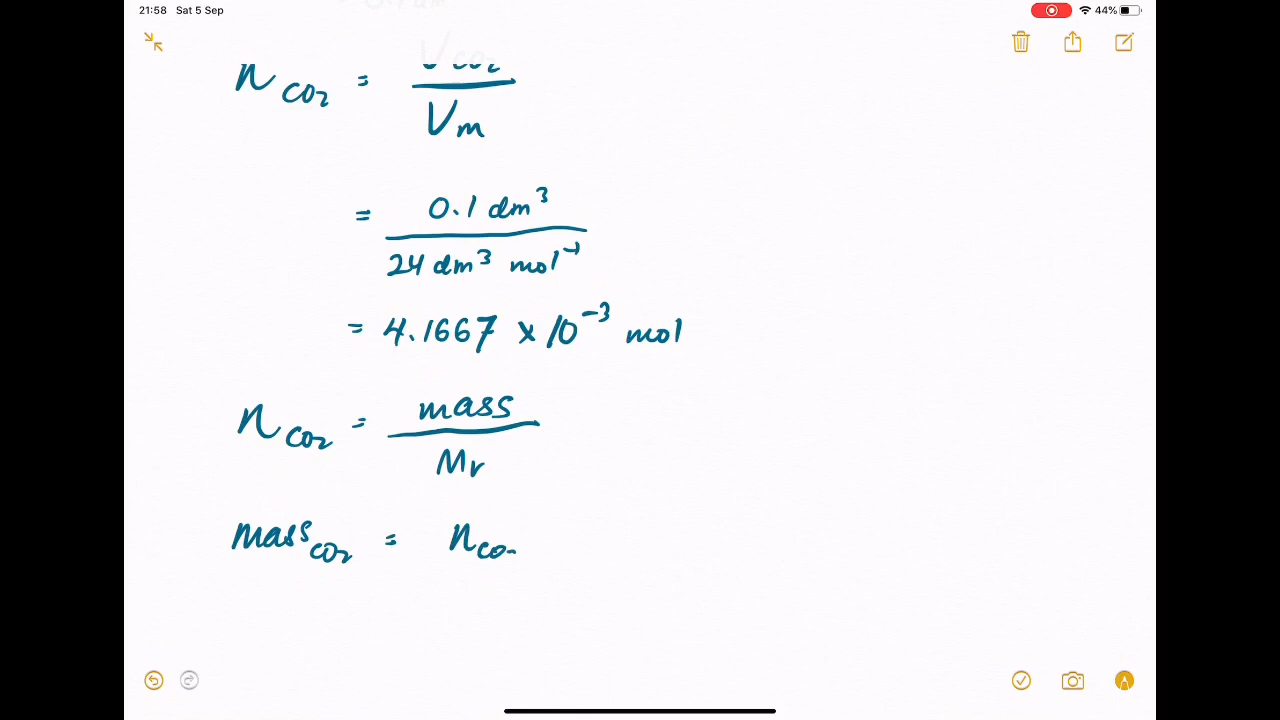 21:58 Sat 5 Sep 44%
n CO2 = V CO2 / Vm
= 0.1 dm³ / 24 dm³ mol⁻¹
= 4.1667 × 10⁻³ mol
n CO2 = mass / Mr
mass CO2 = n CO